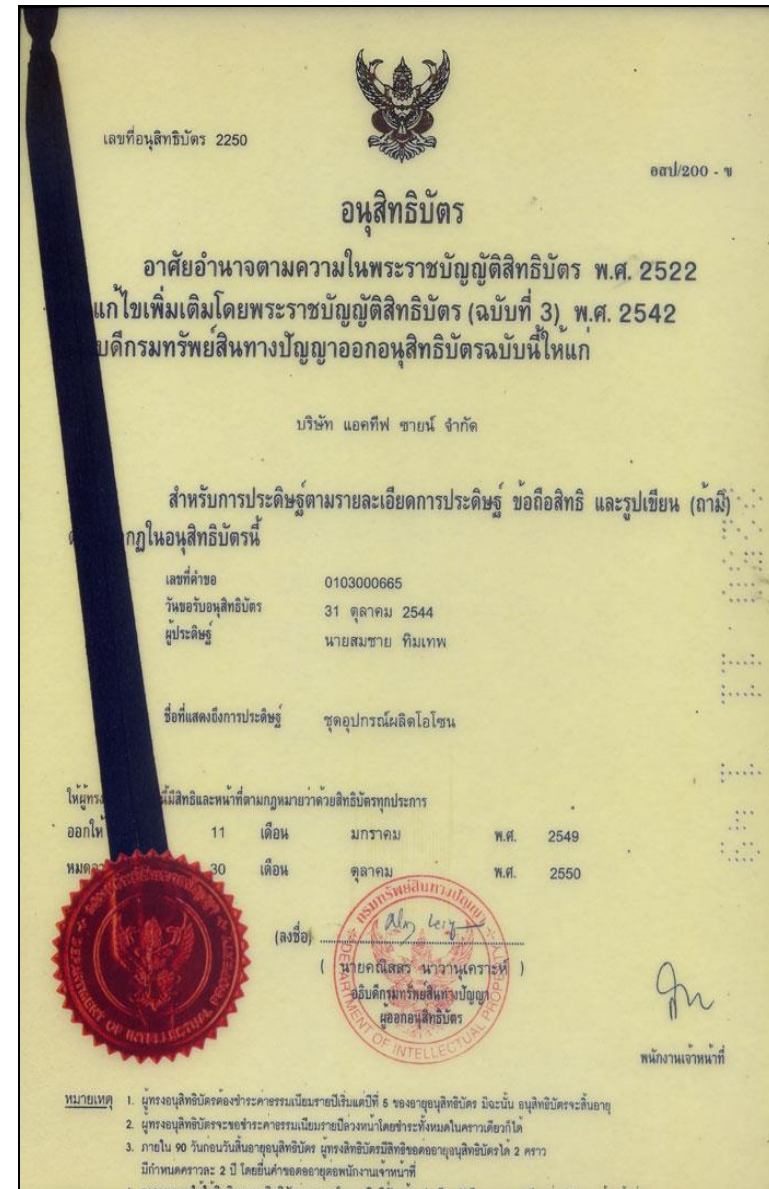 เลขที่อนุสิทธิบัตร 2250
อสป/200 - ข
อนุสิทธิบัตร
อาศัยอำนาจตามความในพระราชบัญญัติสิทธิบัตร พ.ศ. 2522
แก้ไขเพิ่มเติมโดยพระราชบัญญัติสิทธิบัตร (ฉบับที่ 3) พ.ศ. 2542
บดีกรมทรัพย์สินทางปัญญาออกอนุสิทธิบัตรฉบับนี้ให้แก่
บริษัท แอคทีฟ ซายน์ จำกัด
สำหรับการประดิษฐ์ตามรายละเอียดการประดิษฐ์ ข้อถือสิทธิ และรูปเขียน (ถ้ามี)
กฏในอนุสิทธิบัตรนี้
เลขที่คำขอ 0103000665
วันขอรับอนุสิทธิบัตร 31 ตุลาคม 2544
ผู้ประดิษฐ์ นายสมชาย ทิมเทพ
ชื่อที่แสดงถึงการประดิษฐ์ ชุดอุปกรณ์ผลิตโอโซน
ให้ผู้ทรง นี้มีสิทธิและหน้าที่ตามกฎหมายว่าด้วยสิทธิบัตรทุกประการ
ออกให้ 11 เดือน มกราคม พ.ศ. 2549
หมดอา 30 เดือน ตุลาคม พ.ศ. 2550
(ลงชื่อ)
( นายคณิสสร นาวานุเคราะห์ )
อธิบดีกรมทรัพย์สินทางปัญญา
ผู้ออกอนุสิทธิบัตร
กรมทรัพย์สินทางปัญญา
DEPARTMENT OF INTELLECTUAL PROPERTY
DEPARTMENT OF INTELLECTUAL PROPERTY
พนักงานเจ้าหน้าที่
หมายเหตุ 1. ผู้ทรงอนุสิทธิบัตรต้องชำระค่าธรรมเนียมรายปีเริ่มแต่ปีที่ 5 ของอายุอนุสิทธิบัตร มิฉะนั้น อนุสิทธิบัตรจะสิ้นอายุ
2. ผู้ทรงอนุสิทธิบัตรจะขอชำระค่าธรรมเนียมรายปีล่วงหน้าโดยชำระทั้งหมดในคราวเดียวก็ได้
3. ภายใน 90 วันก่อนวันสิ้นอายุอนุสิทธิบัตร ผู้ทรงสิทธิบัตรมีสิทธิขอต่ออายุอนุสิทธิบัตรได้ 2 คราว
มีกำหนดคราวละ 2 ปี โดยยื่นคำขอต่ออายุต่อพนักงานเจ้าหน้าที่